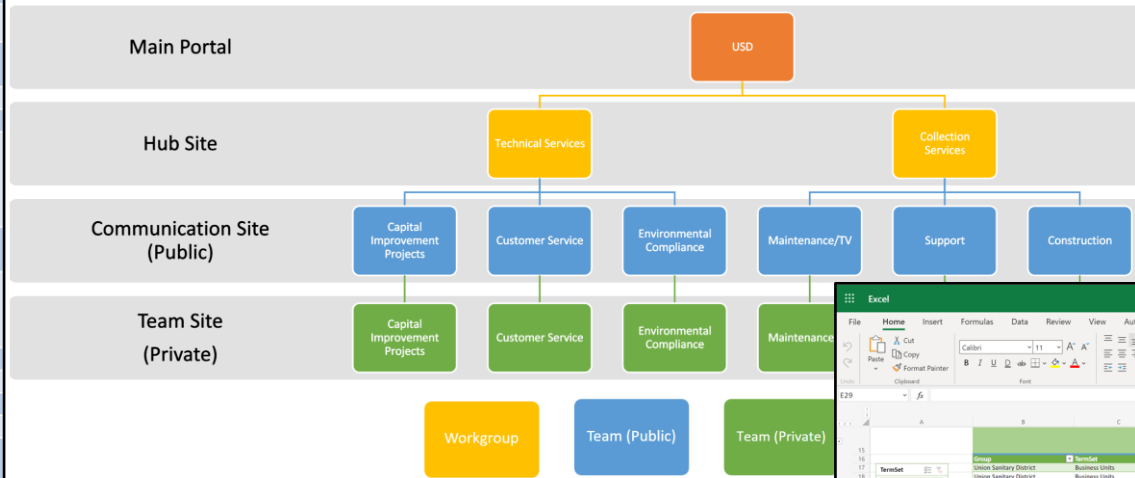 Main Portal
USD
Hub Site
Technical Services
Collection
Services
Communication Site
(Public)
Capital
Improvement
Projects
Customer Service
Environmental
Compliance
Maintenance/TV
Support
Construction
Team Site
(Private)
Capital
Improvement
Projects
Customer Service
Environmental
Compliance
Maintenance
Workgroup
Team (Public)
Team (Private)
Excel
File Home Insert Formulas Data Review View
Cut
Copy
Paste
Format Painter
Calibri 11 A A
B I U D ab A
Undo Clipboard Font
E29 fx
A B C
15
16 Group TermSet
17 TermSet Union Sanitary District Business Units
18 Union Sanitary District Business Units